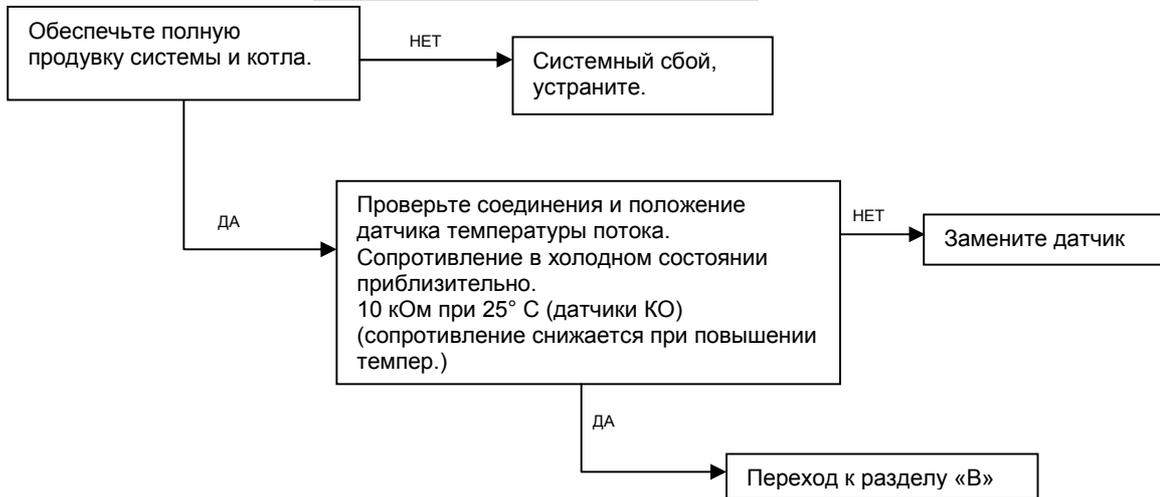 Обеспечьте полную
продувку системы и котла.
НЕТ
Системный сбой,
устраните.
ДА
Проверьте соединения и положение
датчика температуры потока.
Сопротивление в холодном состоянии
приблизительно.
10 кОм при 25° С (датчики КО)
(сопротивление снижается при повышении
темпер.)
НЕТ
Замените датчик
ДА
Переход к разделу «В»